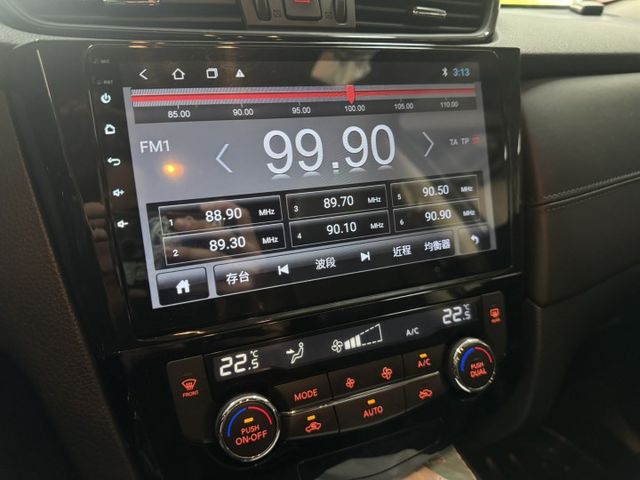 MIC
RST
3:13
85.00 90.00 95.00 100.00 105.00 110.00
FM1 99.90 TA TP
1 88.90 MHz 3 89.70 MHz 5 90.50 MHz
2 89.30 MHz 4 90.10 MHz 6 90.90 MHz
存台 波段 近程 均衡器
22.5°C A/C 22.5°C
FRONT MODE A/C REAR
PUSH ON·OFF AUTO PUSH DUAL